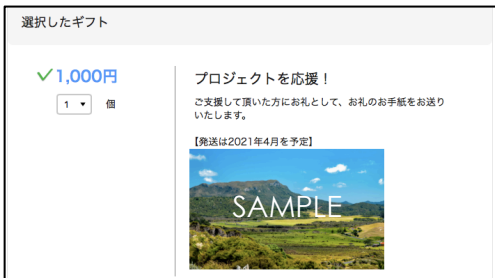 選択したギフト
✓1,000円
1 ▼ 個
プロジェクトを応援！
ご支援して頂いた方にお礼として、お礼のお手紙をお送り
いたします。
【発送は2021年4月を予定】
SAMPLE